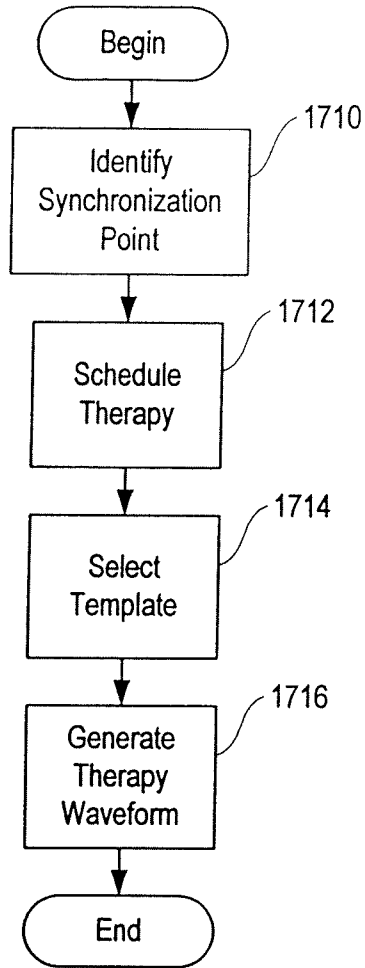 Begin
1710
Identify
Synchronization
Point
1712
Schedule
Therapy
1714
Select
Template
1716
Generate
Therapy
Waveform
End